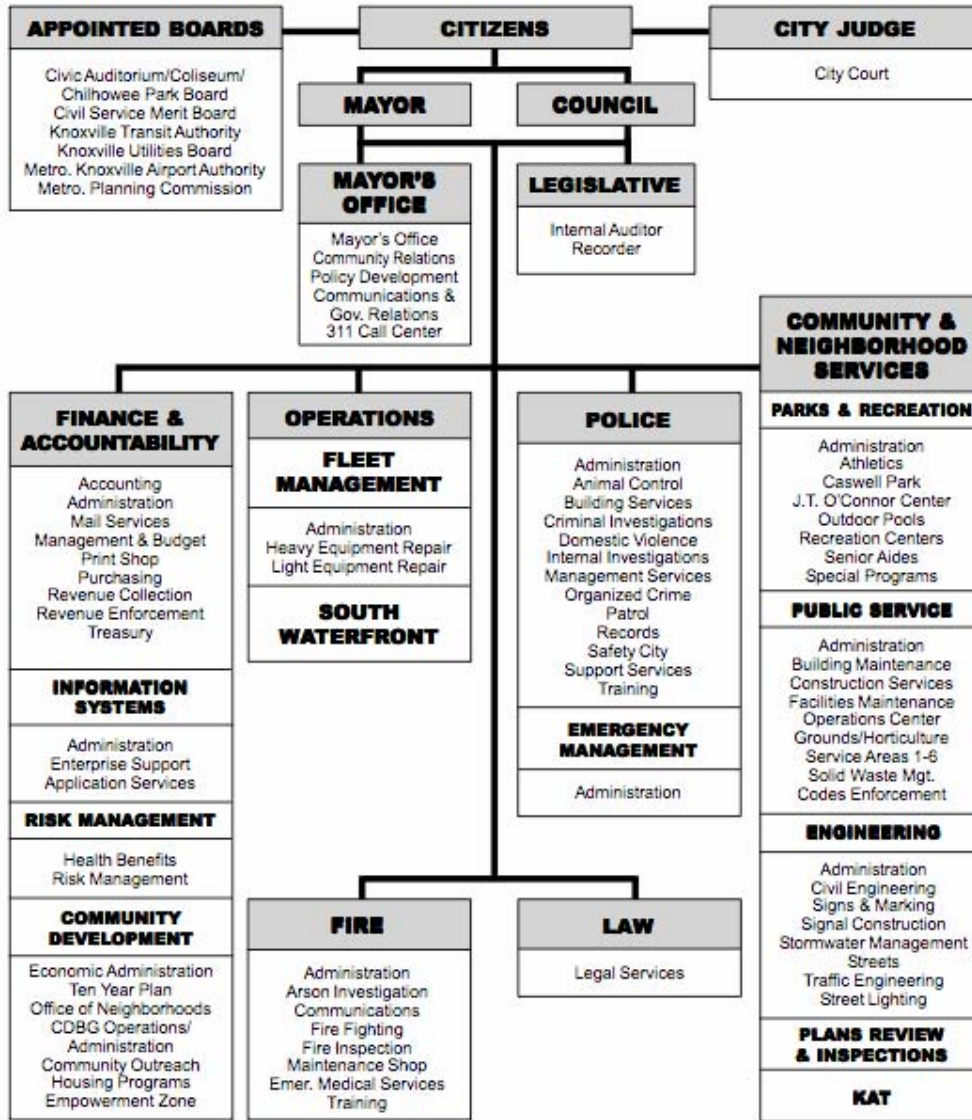 APPOINTED BOARDS
Civic Auditorium/Coliseum/
Chilhowee Park Board
Civil Service Merit Board
Knoxville Transit Authority
Knoxville Utilities Board
Metro. Knoxville Airport Authority
Metro. Planning Commission
CITIZENS
CITY JUDGE
City Court
MAYOR
COUNCIL
MAYOR'S
OFFICE
Mayor's Office
Community Relations
Policy Development
Communications &
Gov. Relations
311 Call Center
LEGISLATIVE
Internal Auditor
Recorder
FINANCE &
ACCOUNTABILITY
Accounting
Administration
Mail Services
Management & Budget
Print Shop
Purchasing
Revenue Collection
Revenue Enforcement
Treasury
INFORMATION
SYSTEMS
Administration
Enterprise Support
Application Services
RISK MANAGEMENT
Health Benefits
Risk Management
COMMUNITY
DEVELOPMENT
Economic Administration
Ten Year Plan
Office of Neighborhoods
CDBG Operations/
Administration
Community Outreach
Housing Programs
Empowerment Zone
OPERATIONS
FLEET
MANAGEMENT
Administration
Heavy Equipment Repair
Light Equipment Repair
SOUTH
WATERFRONT
POLICE
Administration
Animal Control
Building Services
Criminal Investigations
Domestic Violence
Internal Investigations
Management Services
Organized Crime
Patrol
Records
Safety City
Support Services
Training
EMERGENCY
MANAGEMENT
Administration
COMMUNITY &
NEIGHBORHOOD
SERVICES
PARKS & RECREATION
Administration
Athletics
Caswell Park
J.T. O'Connor Center
Outdoor Pools
Recreation Centers
Senior Aides
Special Programs
PUBLIC SERVICE
Administration
Building Maintenance
Construction Services
Facilities Maintenance
Operations Center
Grounds/Horticulture
Service Areas 1-6
Solid Waste Mgt.
Codes Enforcement
ENGINEERING
Administration
Civil Engineering
Signs & Marking
Signal Construction
Stormwater Management
Streets
Traffic Engineering
Street Lighting
PLANS REVIEW
& INSPECTIONS
KAT
FIRE
Administration
Arson Investigation
Communications
Fire Fighting
Fire Inspection
Maintenance Shop
Emer. Medical Services
Training
LAW
Legal Services